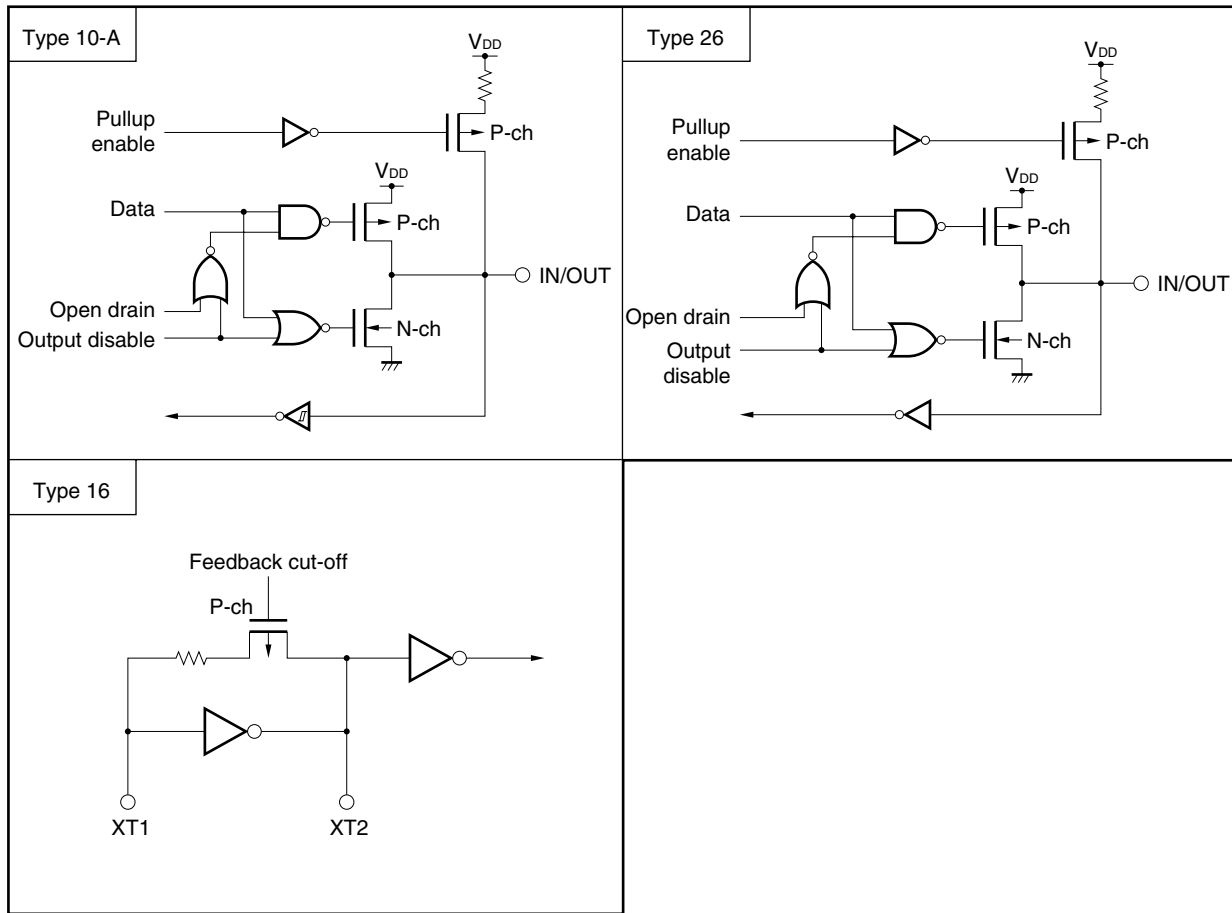 Type 10-A
VDD
Pullup
enable
P-ch
VDD
Data
P-ch
IN/OUT
Open drain
N-ch
Output disable
Type 26
VDD
Pullup
enable
P-ch
VDD
Data
P-ch
IN/OUT
Open drain
N-ch
Output
disable
Type 16
Feedback cut-off
P-ch
XT1
XT2